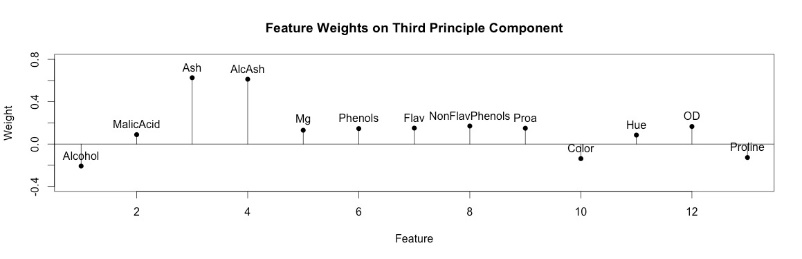 Feature Weights on Third Principle Component
Weight
0.8
0.4
0.0
-0.4
Ash
AlcAsh
MalicAcid
Mg
Phenols
Flav
NonFlavPhenols
Proa
Hue
OD
Alcohol
Color
Proline
2
4
6
8
10
12
Feature